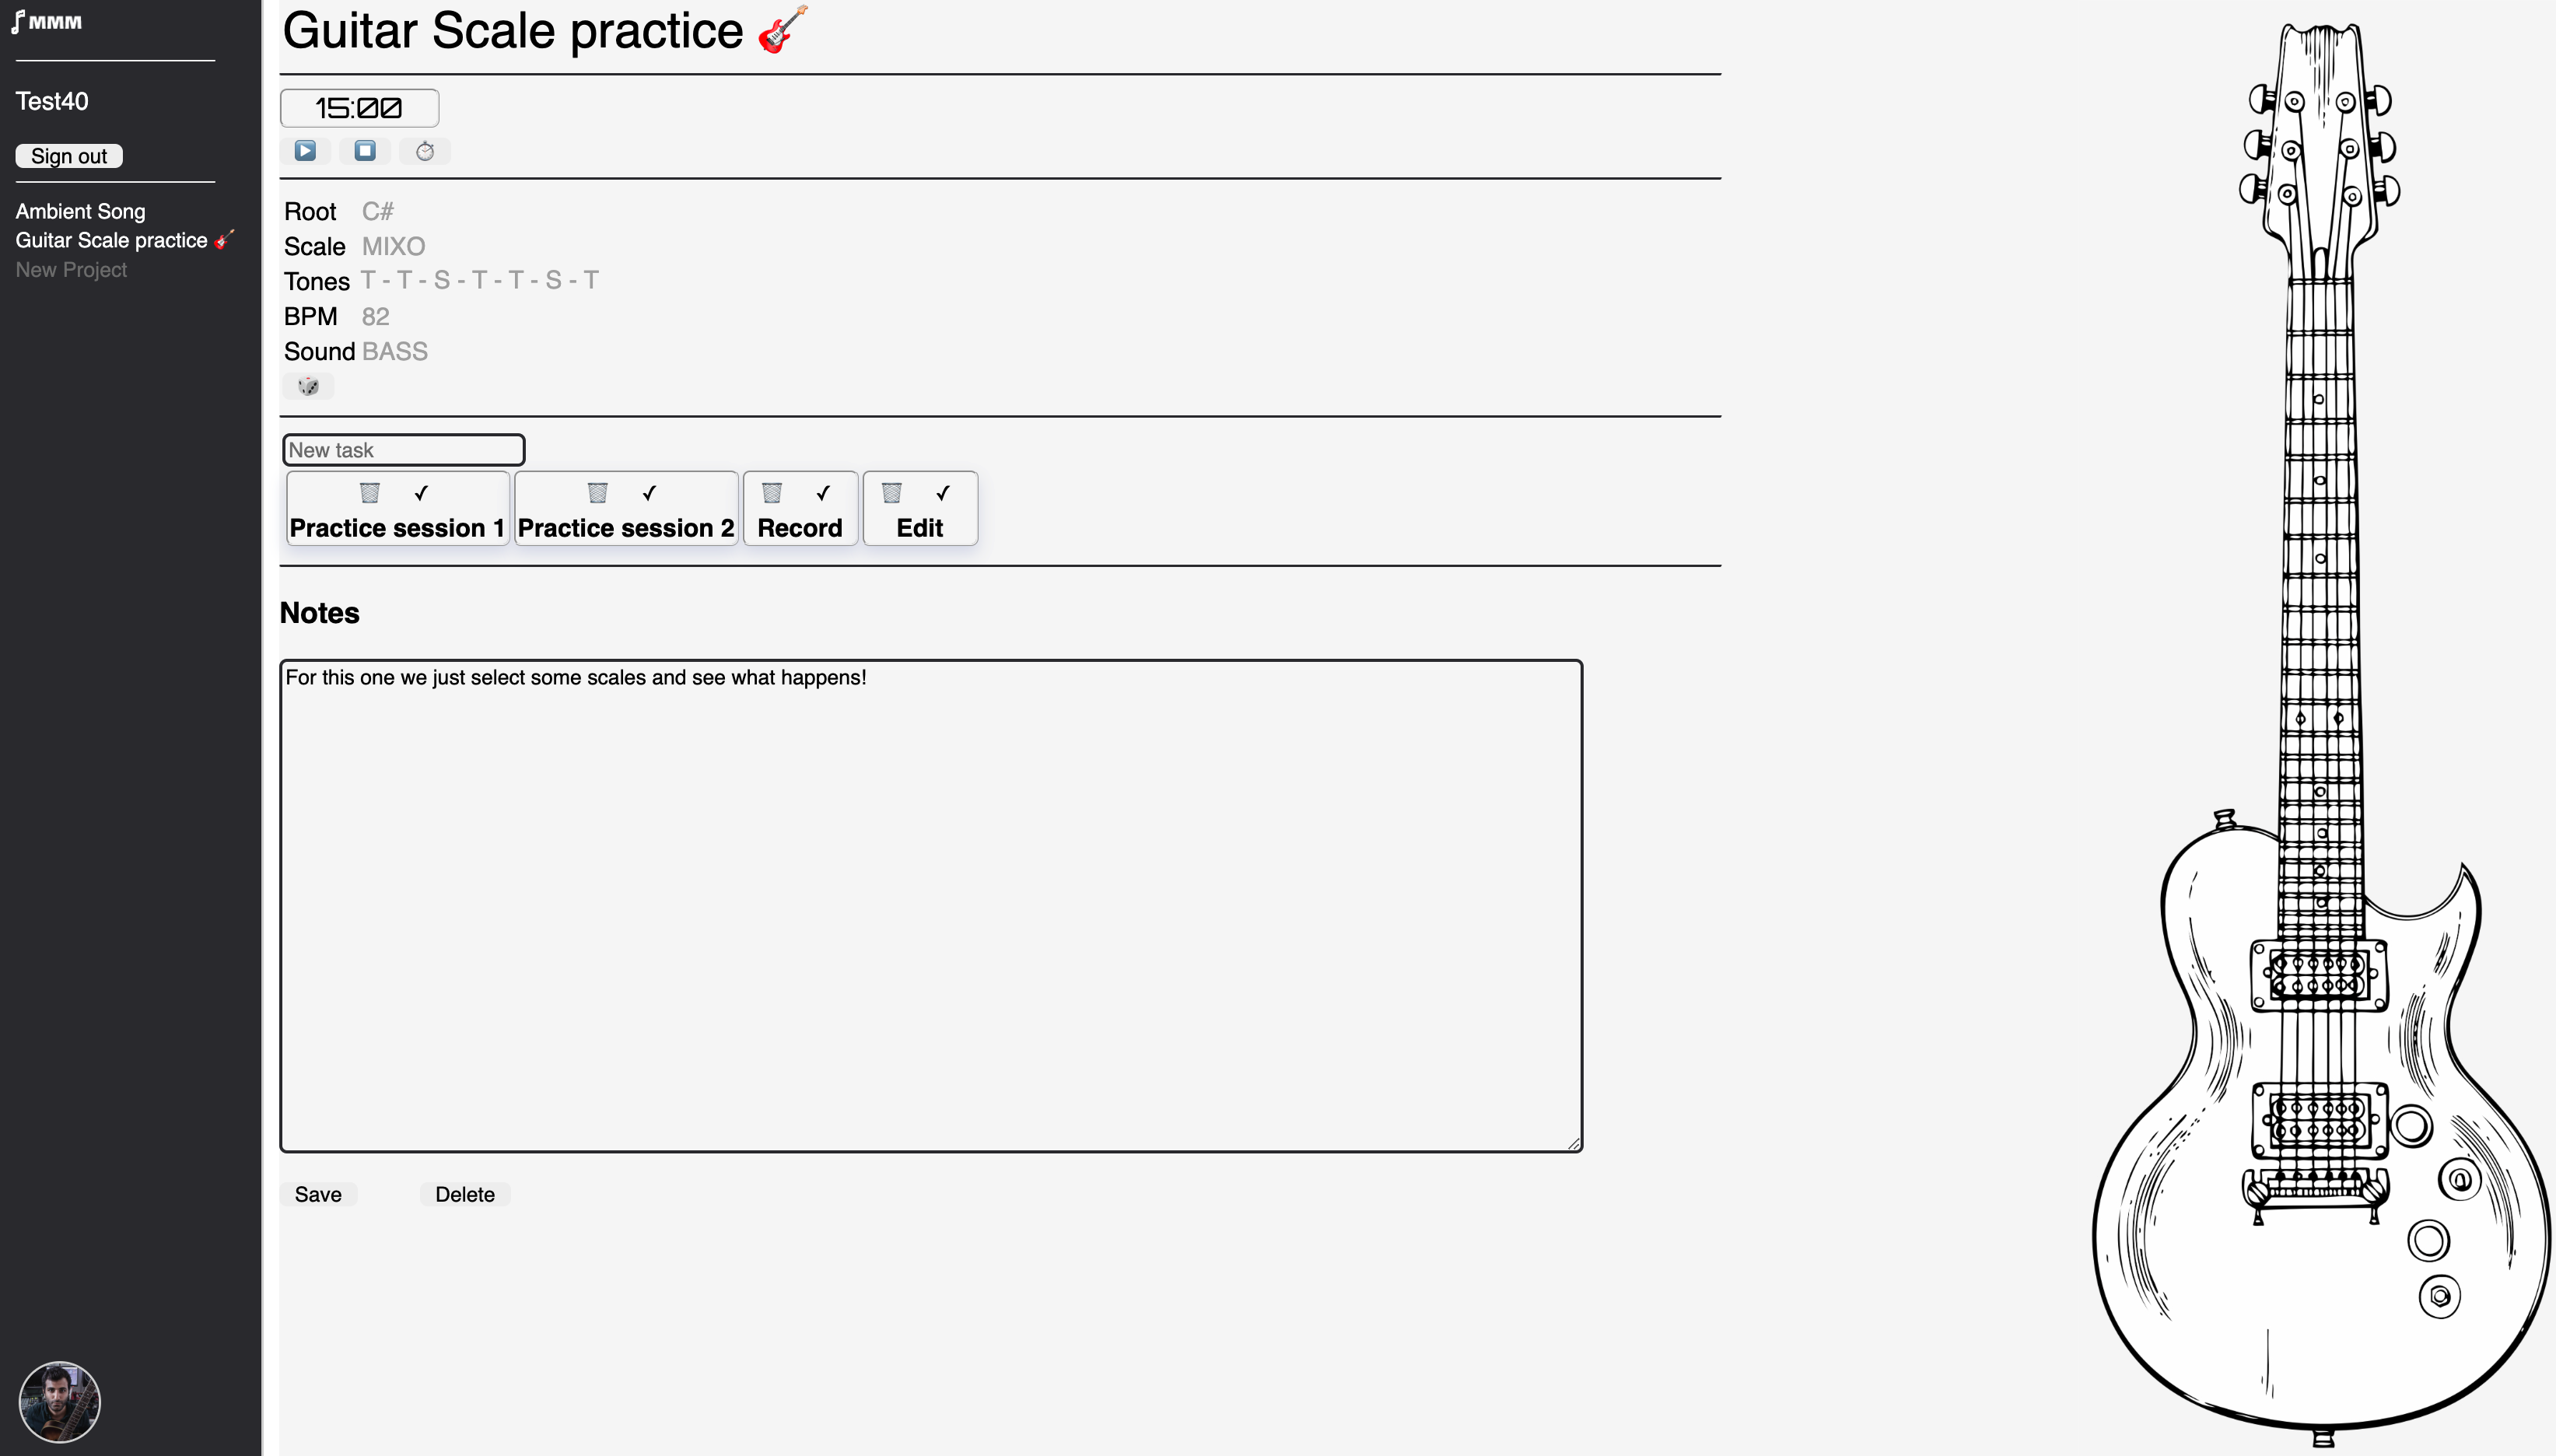 MMM
Test40
Sign out
Ambient Song
Guitar Scale practice 🎸
New Project
Guitar Scale practice 🎸
15:00
Root C#
Scale MIXO
Tones T - T - S - T - T - S - T
BPM 82
Sound BASS
New task
Practice session 1
Practice session 2
Record
Edit
Notes
For this one we just select some scales and see what happens!
Save Delete